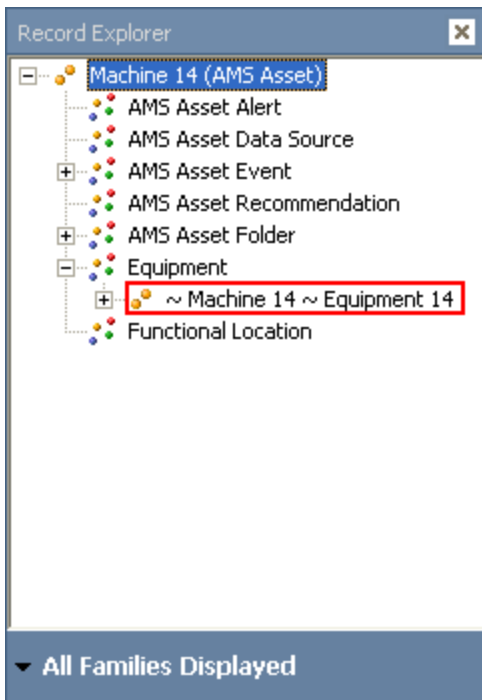 Record Explorer
Machine 14 (AMS Asset)
AMS Asset Alert
AMS Asset Data Source
AMS Asset Event
AMS Asset Recommendation
AMS Asset Folder
Equipment
~ Machine 14 ~ Equipment 14
Functional Location
All Families Displayed